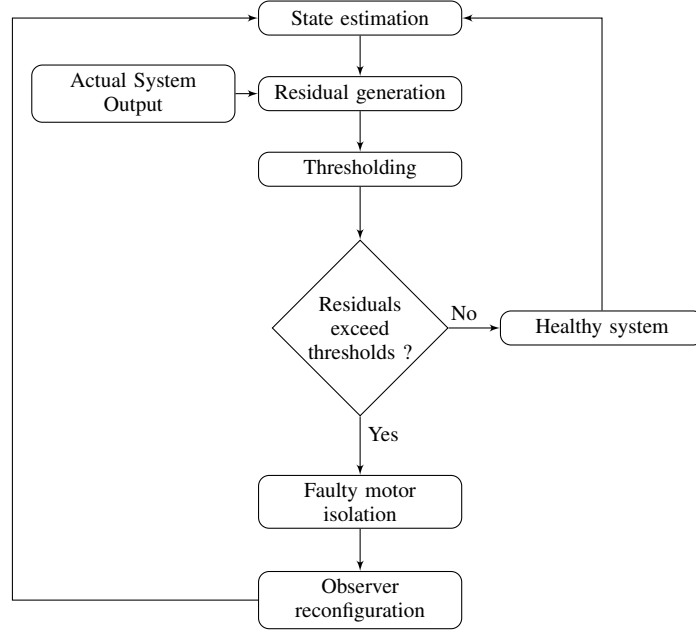 State estimation
Actual System
Output
Residual generation
Thresholding
Residuals
exceed
thresholds ?
No
Healthy system
Yes
Faulty motor
isolation
Observer
reconfiguration